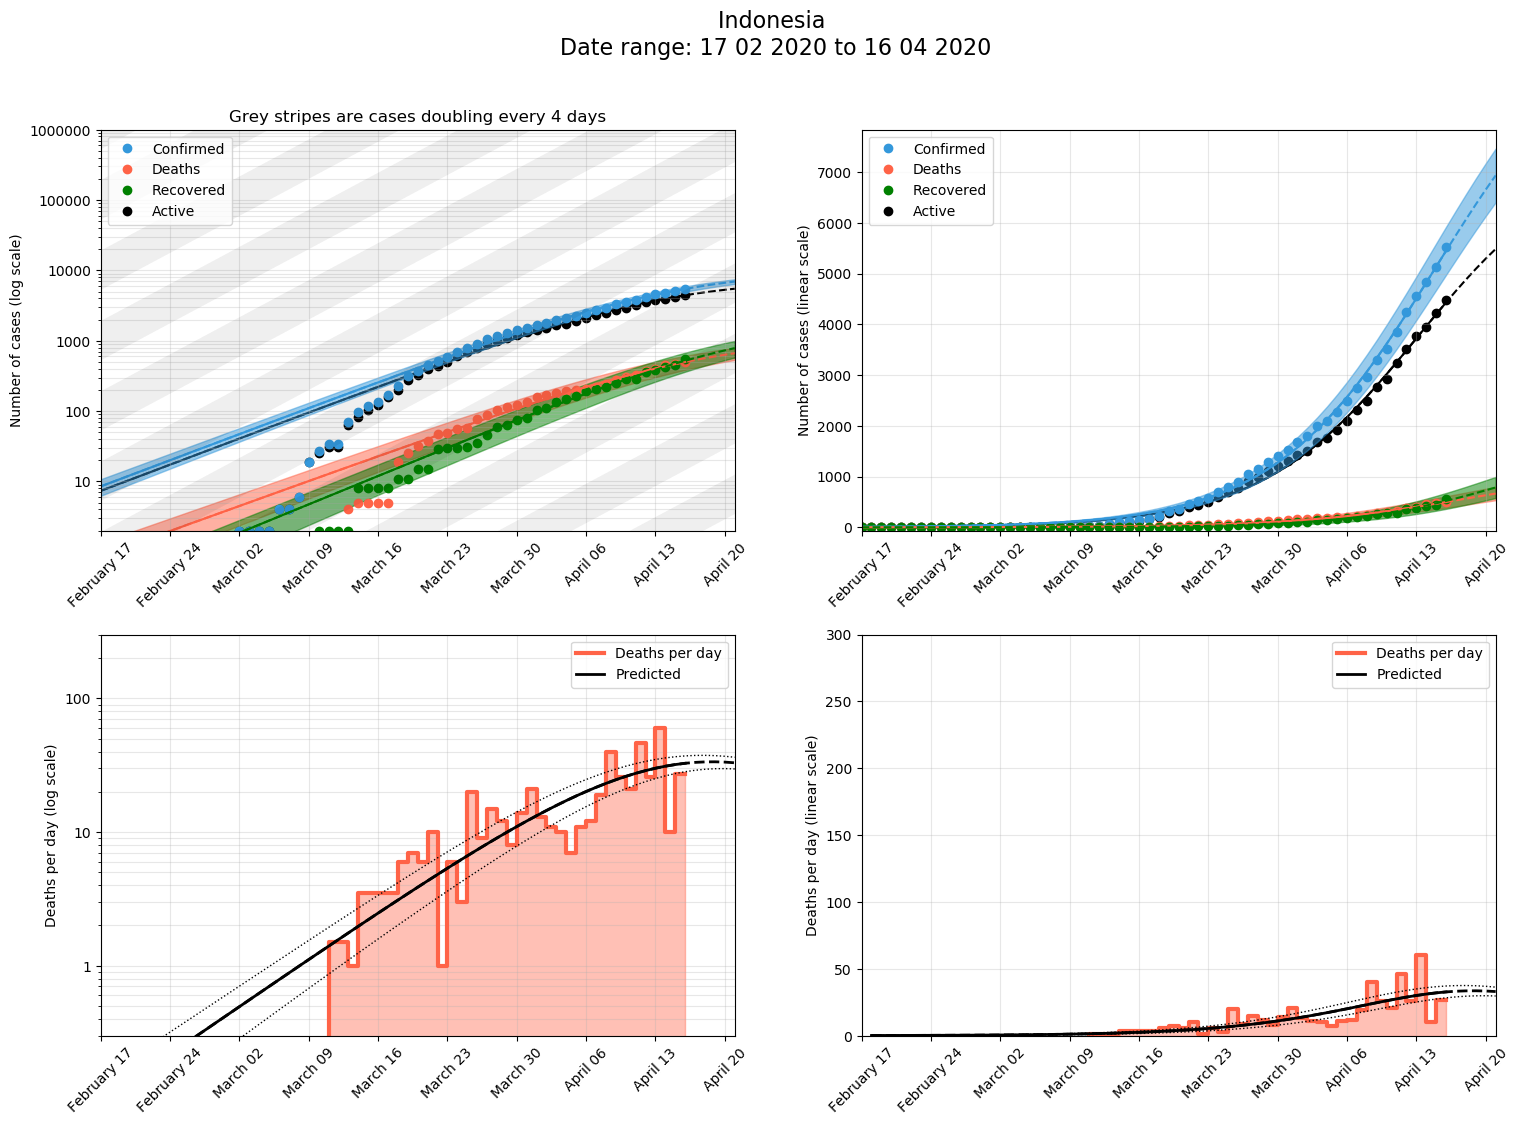 Indonesia
Date range: 17 02 2020 to 16 04 2020
Grey stripes are cases doubling every 4 days
Number of cases (log scale)
1000000
100000
10000
1000
100
10
Confirmed
Deaths
Recovered
Active
February 17
February 24
March 02
March 09
March 16
March 23
March 30
April 06
April 13
April 20
Number of cases (linear scale)
7000
6000
5000
4000
3000
2000
1000
0
Confirmed
Deaths
Recovered
Active
February 17
February 24
March 02
March 09
March 16
March 23
March 30
April 06
April 13
April 20
Deaths per day (log scale)
100
10
1
Deaths per day
Predicted
February 17
February 24
March 02
March 09
March 16
March 23
March 30
April 06
April 13
April 20
Deaths per day (linear scale)
300
250
200
150
100
50
0
Deaths per day
Predicted
February 17
February 24
March 02
March 09
March 16
March 23
March 30
April 06
April 13
April 20